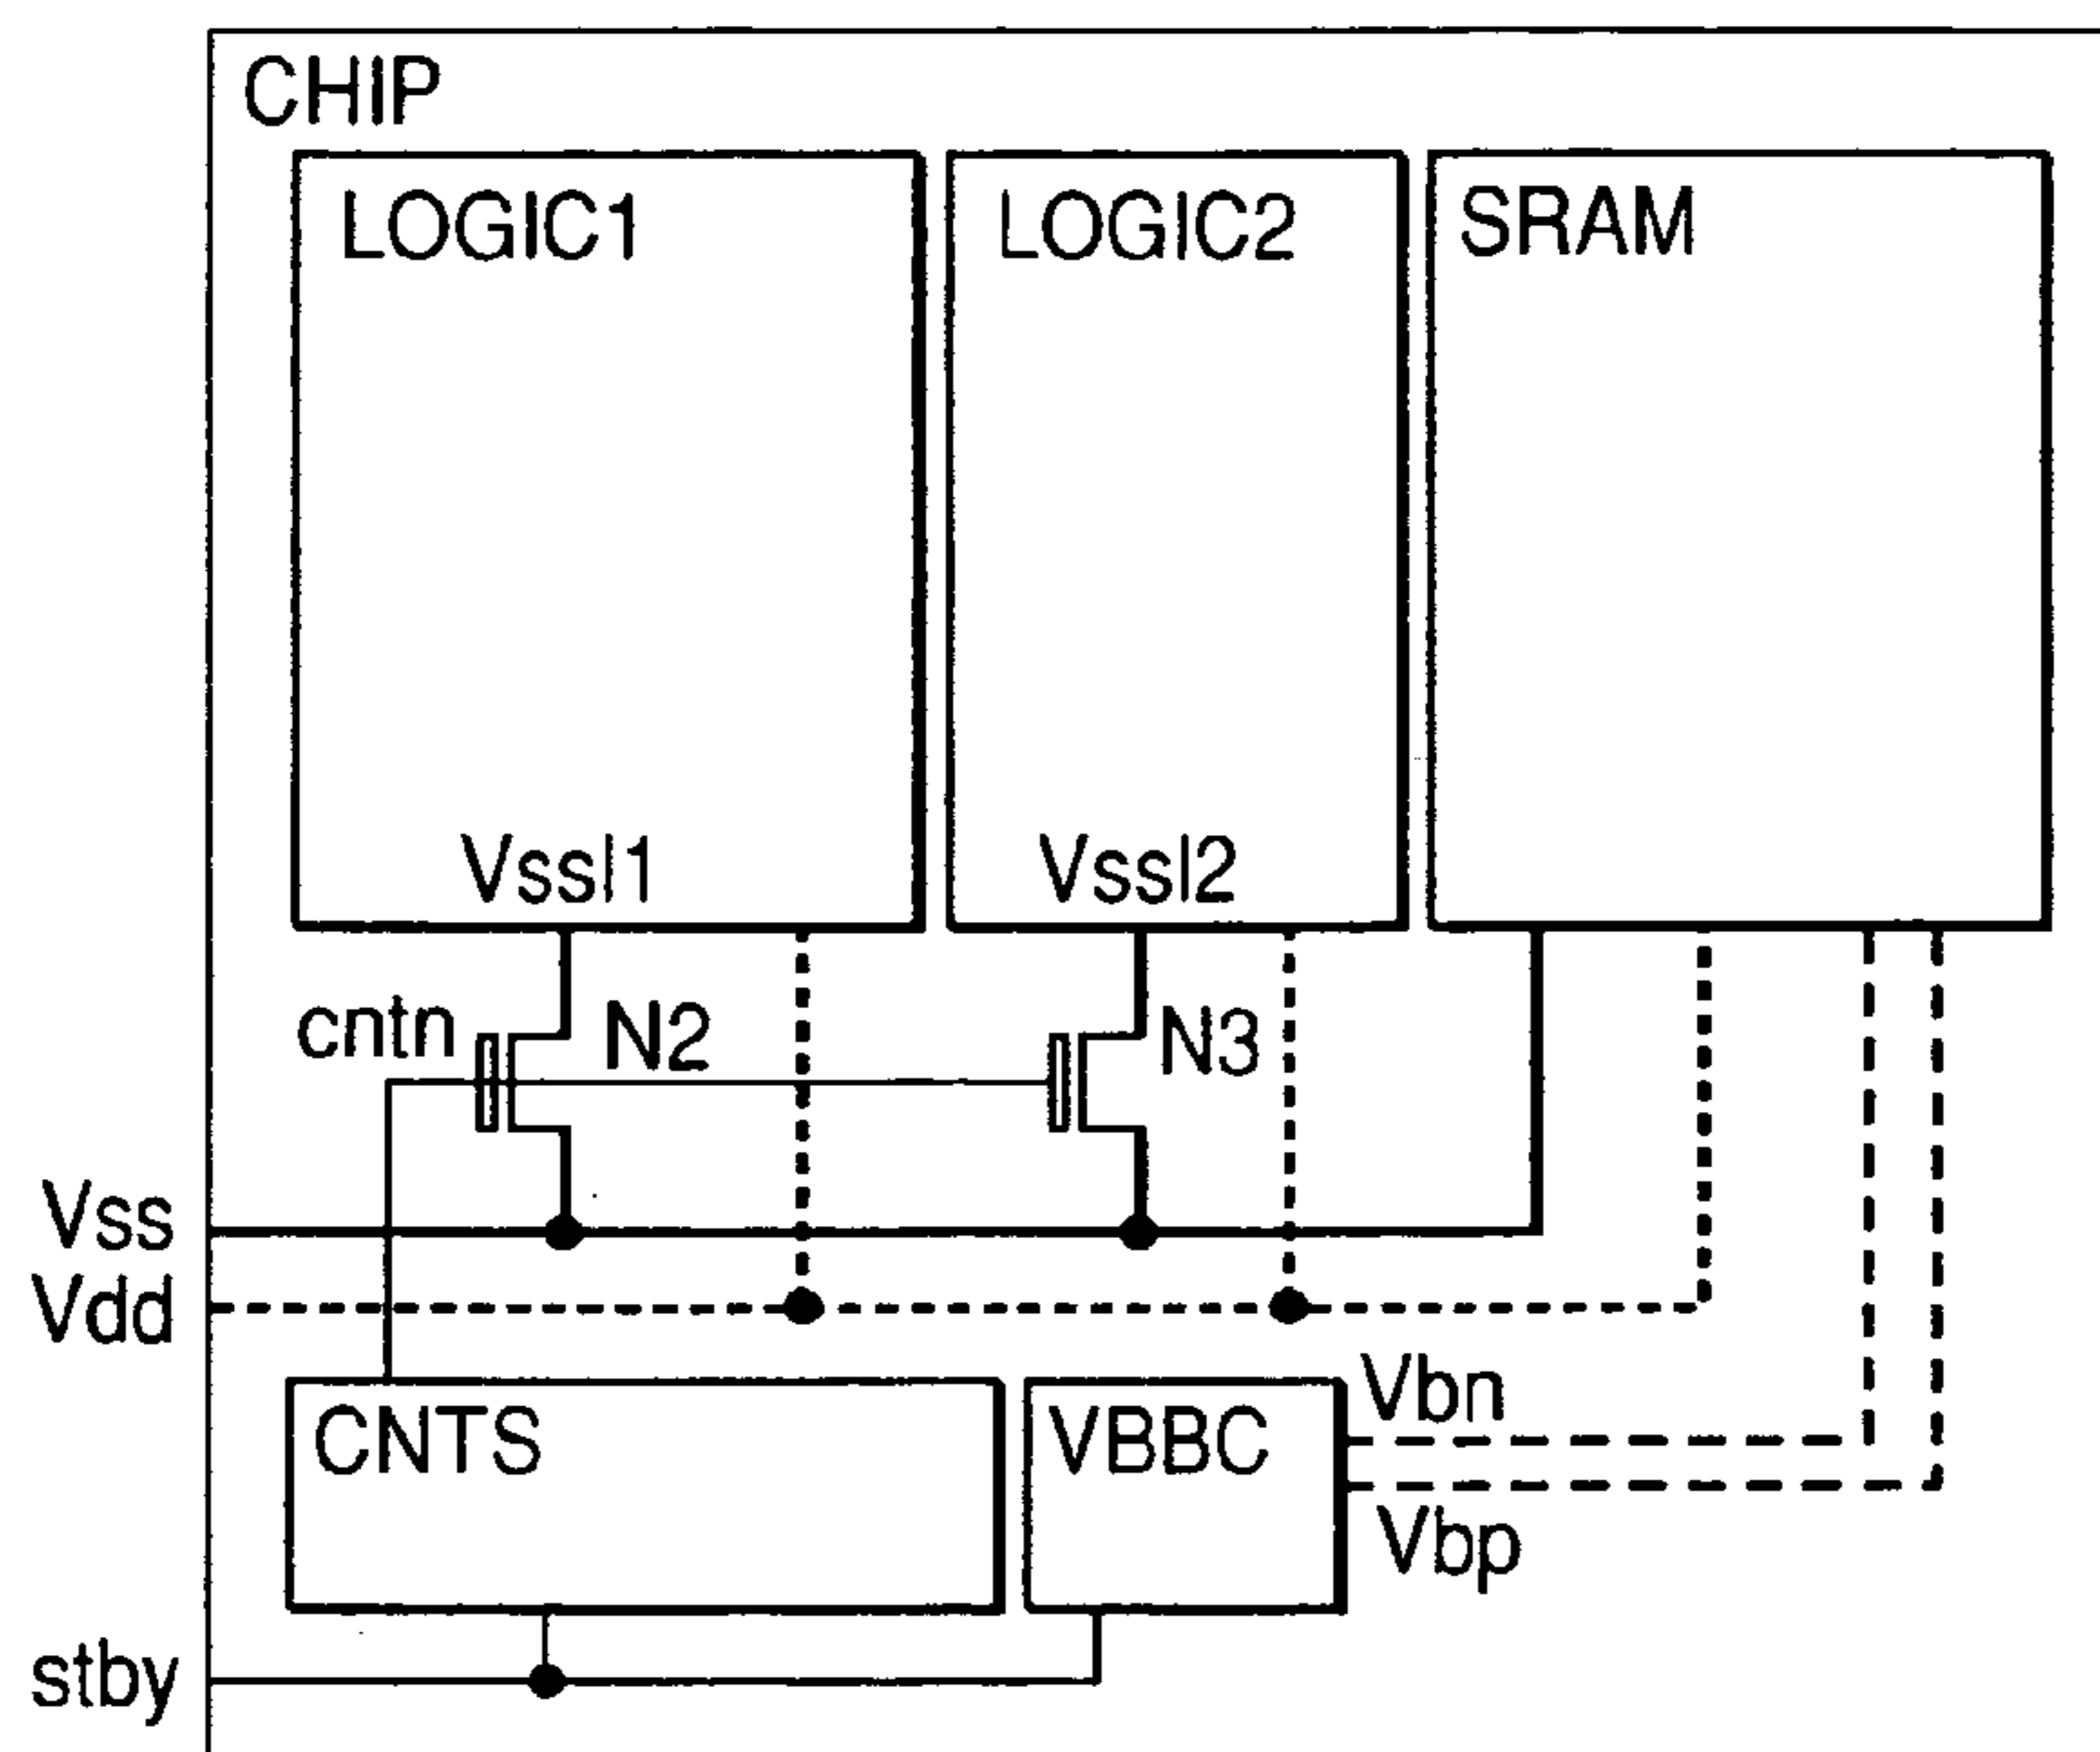 CHIP
LOGIC1
LOGIC2
SRAM
Vssl1
Vssl2
cntn
N2
N3
Vss
Vdd
CNTS
VBBC
Vbn
Vbp
stby